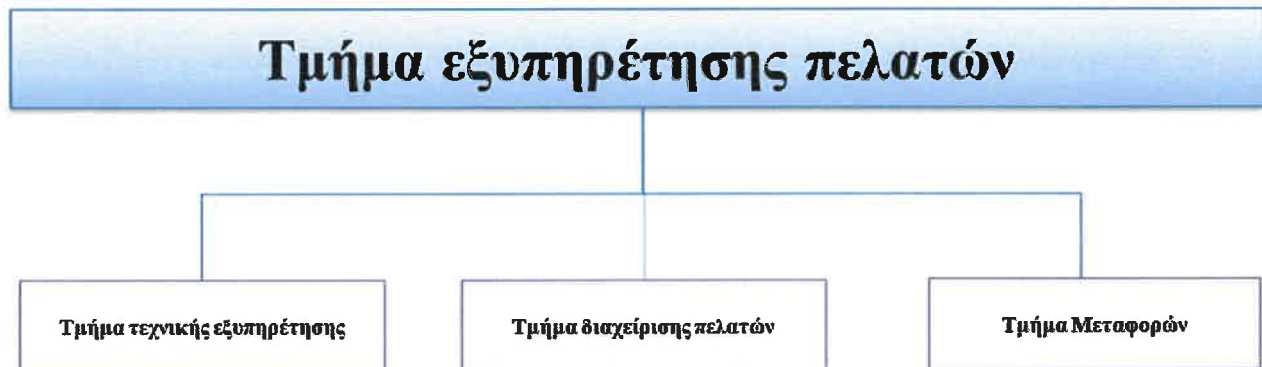 Τμήμα εξυπηρέτησης πελατών
Τμήμα τεχνικής εξυπηρέτησης
Τμήμα διαχείρισης πελατών
Τμήμα Μεταφορών